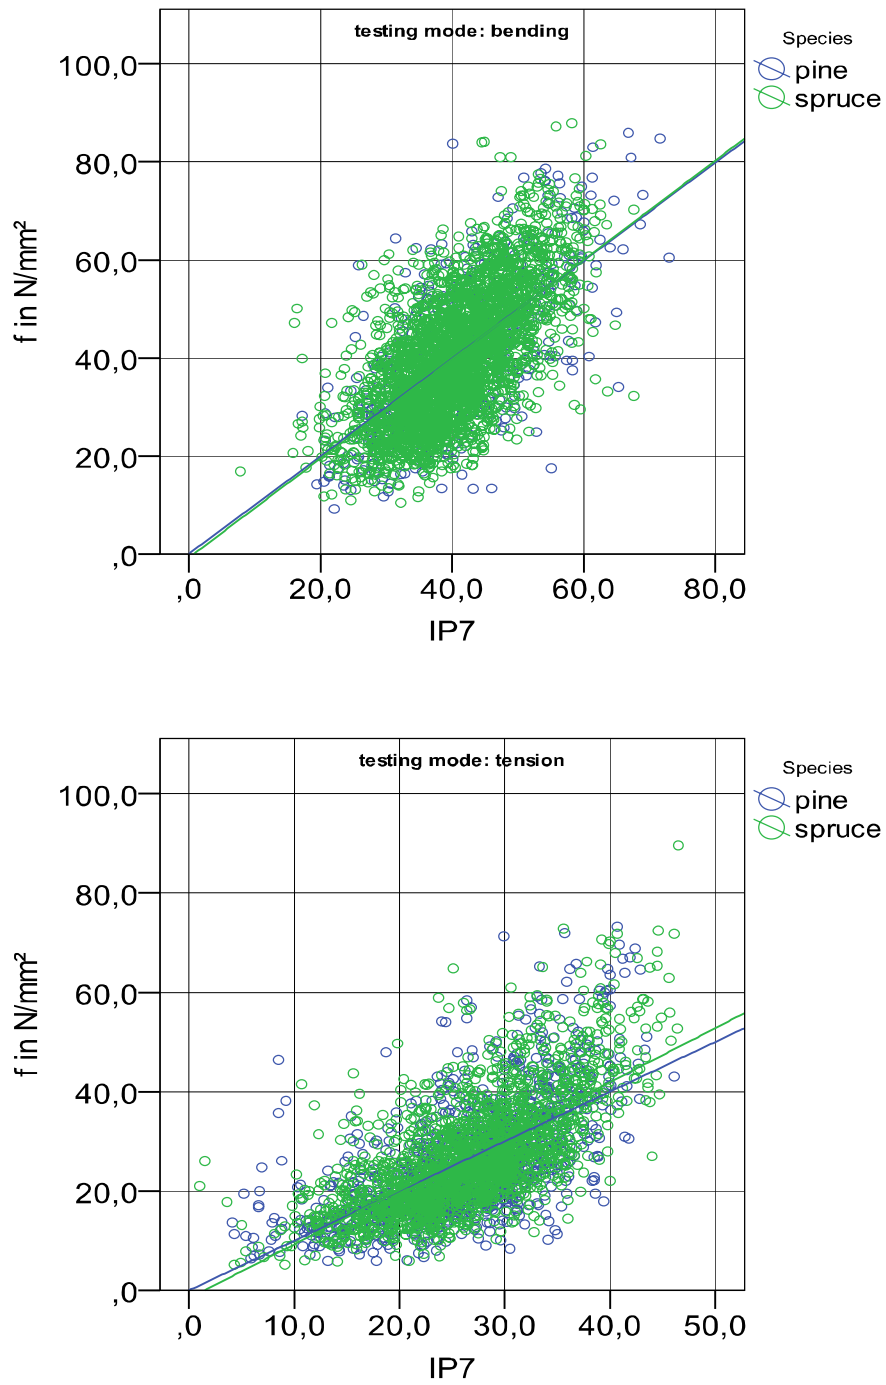 testing mode: bending
Species
pine
spruce
100,0
80,0
60,0
40,0
20,0
,0
f in N/mm²
,0 20,0 40,0 60,0 80,0
IP7
testing mode: tension
Species
pine
spruce
100,0
80,0
60,0
40,0
20,0
,0
f in N/mm²
,0 10,0 20,0 30,0 40,0 50,0
IP7